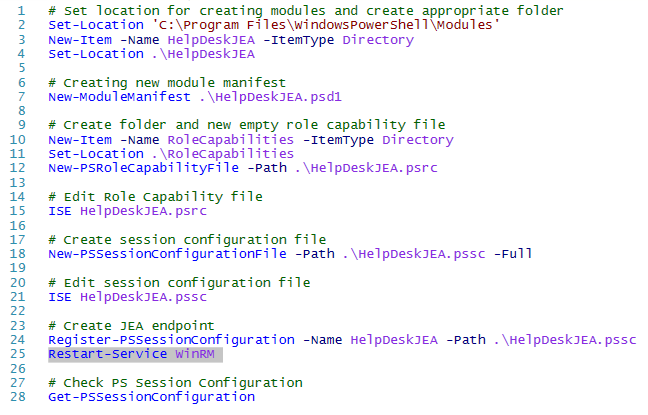 1 # Set location for creating modules and create appropriate folder
2 Set-Location 'C:\Program Files\WindowsPowerShell\Modules'
3 New-Item -Name HelpDeskJEA -ItemType Directory
4 Set-Location .\HelpDeskJEA
5
6 # Creating new module manifest
7 New-ModuleManifest .\HelpDeskJEA.psd1
8
9 # Create folder and new empty role capability file
10 New-Item -Name RoleCapabilities -ItemType Directory
11 Set-Location .\RoleCapabilities
12 New-PSRoleCapabilityFile -Path .\HelpDeskJEA.psrc
13
14 # Edit Role Capability file
15 ISE HelpDeskJEA.psrc
16
17 # Create session configuration file
18 New-PSSessionConfigurationFile -Path .\HelpDeskJEA.pssc -Full
19
20 # Edit session configuration file
21 ISE HelpDeskJEA.pssc
22
23 # Create JEA endpoint
24 Register-PSSessionConfiguration -Name HelpDeskJEA -Path .\HelpDeskJEA.pssc
25 Restart-Service WinRM
26
27 # Check PS Session Configuration
28 Get-PSSessionConfiguration